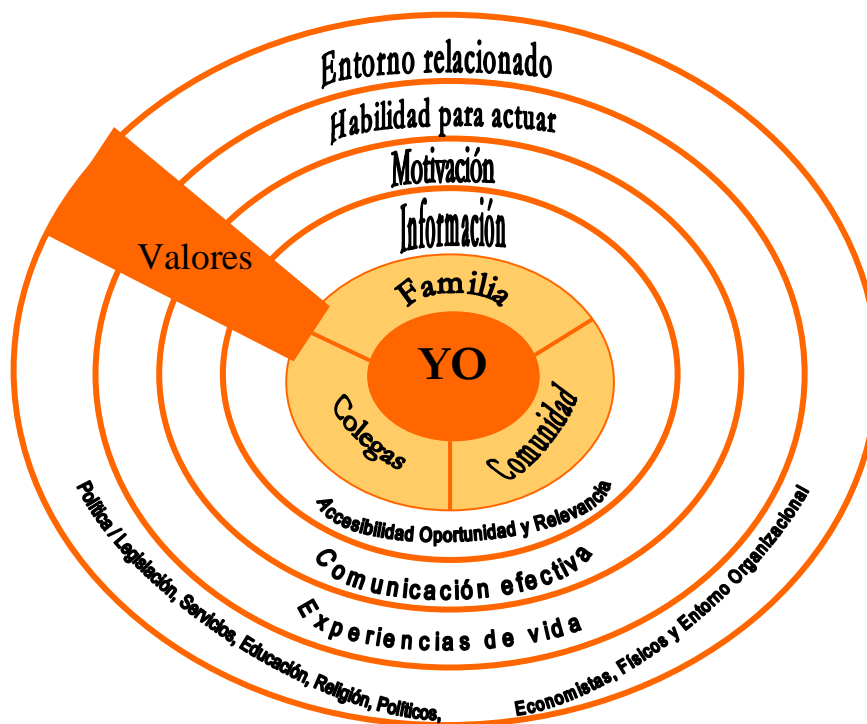 Entorno relacionado
Habilidad para actuar
Motivación
Información
Valores
Familia
YO
Colegas
Comunidad
Accesibilidad Oportunidad y Relevancia
Comunicación efectiva
Experiencias de vida
Política / Legislación, Servicios, Educación, Religión, Políticos,
Economistas, Físicos y Entorno Organizacional